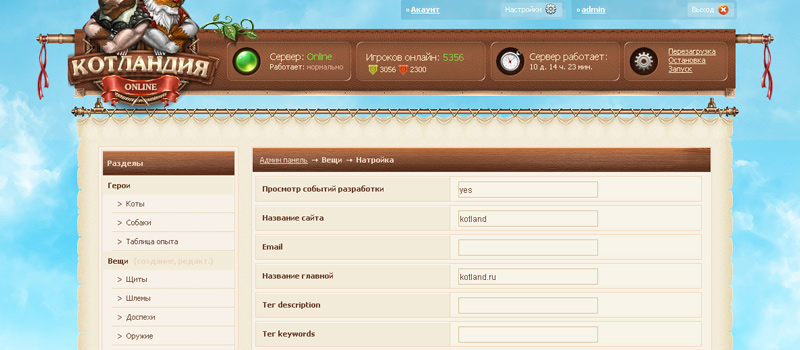 » Акаунт
Настройки
» admin
Выход
КОТЛАНДИЯ
ONLINE
Сервер: Online
Работает: нормально
Игроков онлайн: 5356
3056 2300
Сервер работает:
10 д. 14 ч. 23 мин.
Перезагрузка
Остановка
Запуск
Разделы
Герои
> Коты
> Собаки
> Таблица опыта
Вещи (создание, редакт.)
> Щиты
> Шлемы
> Доспехи
> Оружие
Админ панель → Вещи → Натройка
Просмотр событий разработки
yes
Название сайта
kotland
Email
Название главной
kotland.ru
Тег description
Тег keywords